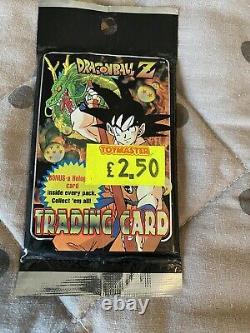 DRAGONBALL Z
TOYMASTER
£2.50
BONUS-a Holog
card
inside every pack.
Collect 'em all!
TRADING CARD